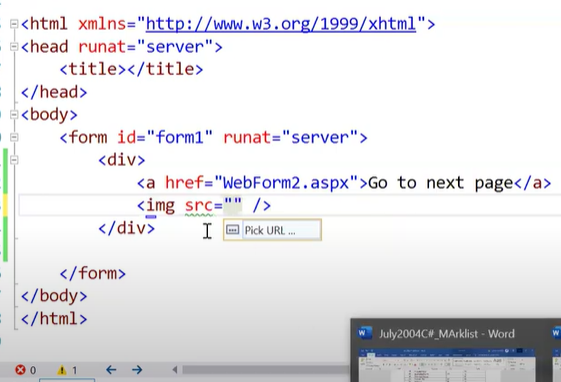 <html xmlns="http://www.w3.org/1999/xhtml">
<head runat="server">
<title></title>
</head>
<body>
<form id="form1" runat="server">
<div>
<a href="WebForm2.aspx">Go to next page</a>
<img src="" />
Pick URL ...
</div>
</form>
</body>
</html>
July2004C#_MArklist - Word
0 1